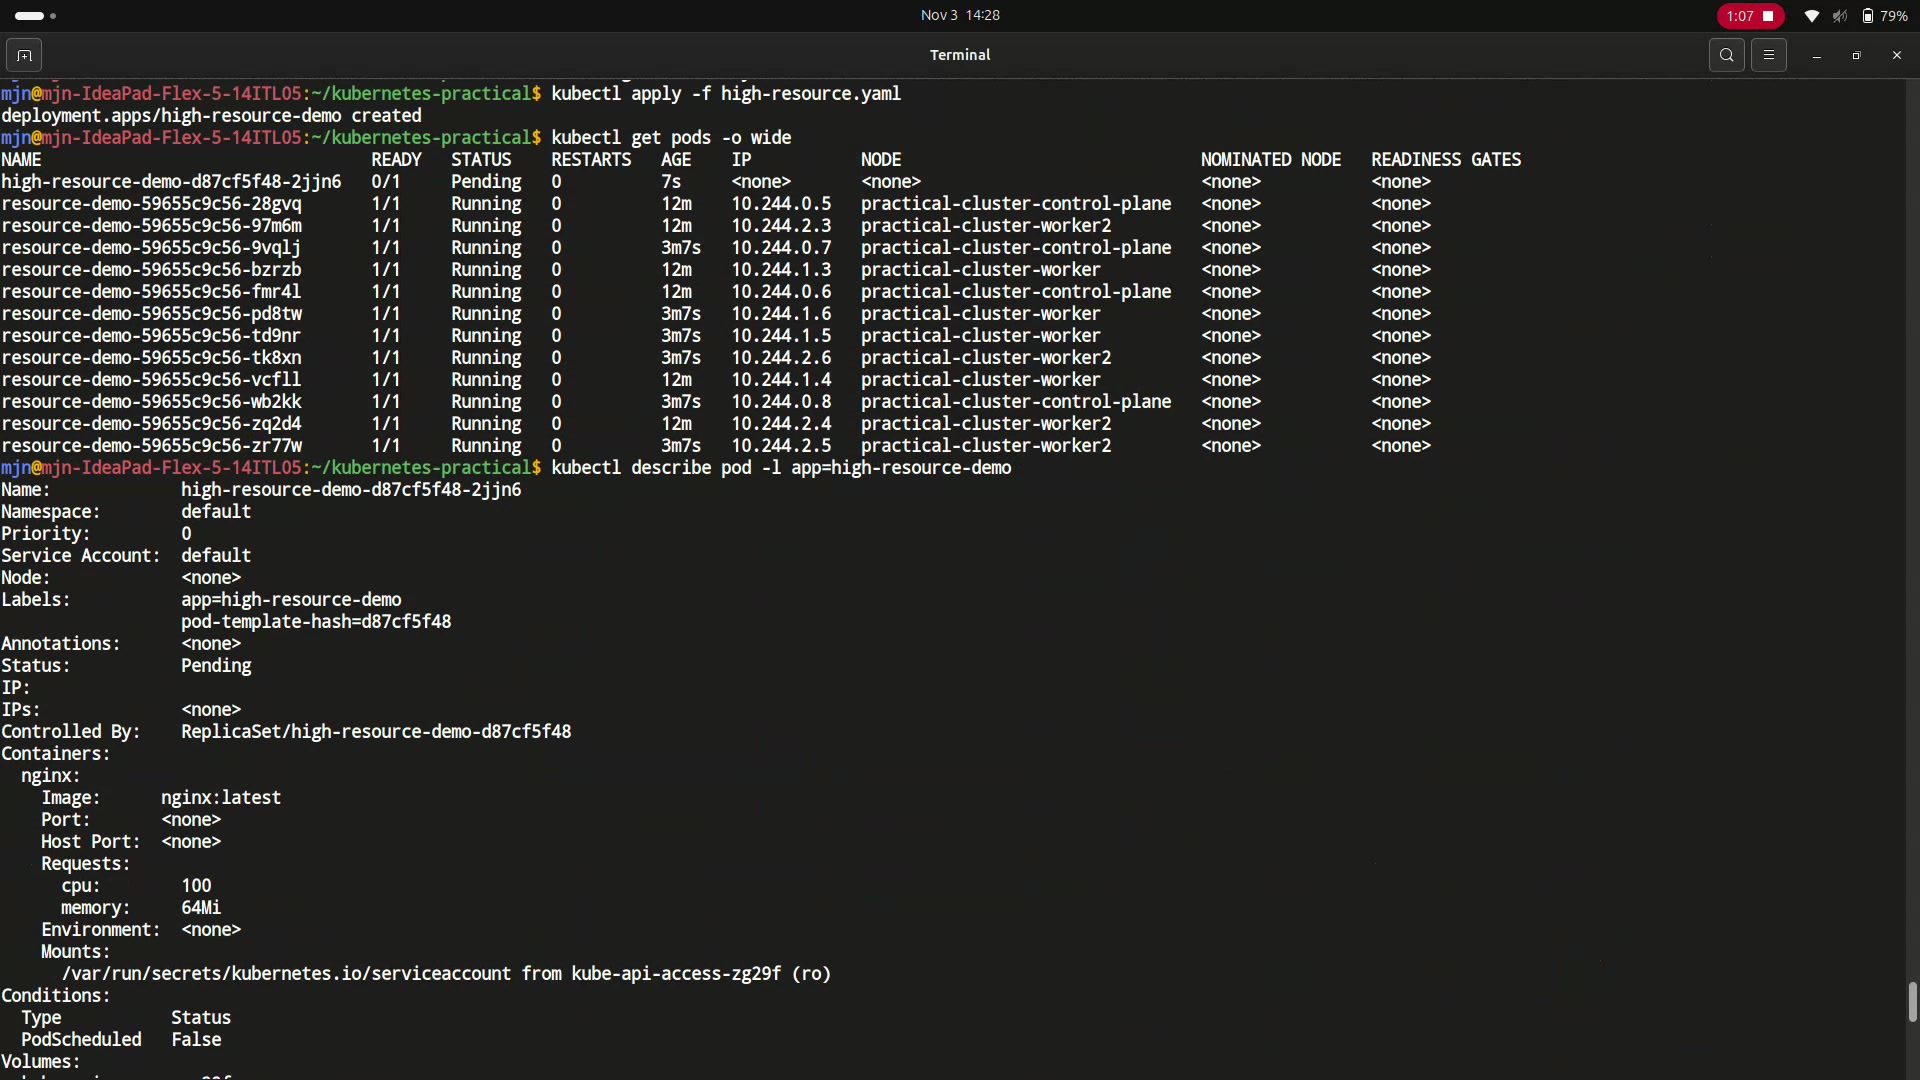 Nov 3 14:28
1:07
79%
Terminal
mjn@mjn-IdeaPad-Flex-5-14ITL05:~/kubernetes-practical$ kubectl apply -f high-resource.yaml
deployment.apps/high-resource-demo created
mjn@mjn-IdeaPad-Flex-5-14ITL05:~/kubernetes-practical$ kubectl get pods -o wide
NAME READY STATUS RESTARTS AGE IP NODE NOMINATED NODE READINESS GATES
high-resource-demo-d87cf5f48-2jjn6 0/1 Pending 0 7s <none> <none> <none> <none>
resource-demo-59655c9c56-28gvq 1/1 Running 0 12m 10.244.0.5 practical-cluster-control-plane <none> <none>
resource-demo-59655c9c56-97m6m 1/1 Running 0 12m 10.244.2.3 practical-cluster-worker2 <none> <none>
resource-demo-59655c9c56-9vqlj 1/1 Running 0 3m7s 10.244.0.7 practical-cluster-control-plane <none> <none>
resource-demo-59655c9c56-bzrzb 1/1 Running 0 12m 10.244.1.3 practical-cluster-worker <none> <none>
resource-demo-59655c9c56-fmr4l 1/1 Running 0 12m 10.244.0.6 practical-cluster-control-plane <none> <none>
resource-demo-59655c9c56-pd8tw 1/1 Running 0 3m7s 10.244.1.6 practical-cluster-worker <none> <none>
resource-demo-59655c9c56-td9nr 1/1 Running 0 3m7s 10.244.1.5 practical-cluster-worker <none> <none>
resource-demo-59655c9c56-tk8xn 1/1 Running 0 3m7s 10.244.2.6 practical-cluster-worker2 <none> <none>
resource-demo-59655c9c56-vcfll 1/1 Running 0 12m 10.244.1.4 practical-cluster-worker <none> <none>
resource-demo-59655c9c56-wb2kk 1/1 Running 0 3m7s 10.244.0.8 practical-cluster-control-plane <none> <none>
resource-demo-59655c9c56-zq2d4 1/1 Running 0 12m 10.244.2.4 practical-cluster-worker2 <none> <none>
resource-demo-59655c9c56-zr77w 1/1 Running 0 3m7s 10.244.2.5 practical-cluster-worker2 <none> <none>
mjn@mjn-IdeaPad-Flex-5-14ITL05:~/kubernetes-practical$ kubectl describe pod -l app=high-resource-demo
Name: high-resource-demo-d87cf5f48-2jjn6
Namespace: default
Priority: 0
Service Account: default
Node: <none>
Labels: app=high-resource-demo
pod-template-hash=d87cf5f48
Annotations: <none>
Status: Pending
IP:
IPs: <none>
Controlled By: ReplicaSet/high-resource-demo-d87cf5f48
Containers:
nginx:
Image: nginx:latest
Port: <none>
Host Port: <none>
Requests:
cpu: 100
memory: 64Mi
Environment: <none>
Mounts:
/var/run/secrets/kubernetes.io/serviceaccount from kube-api-access-zg29f (ro)
Conditions:
Type Status
PodScheduled False
Volumes: